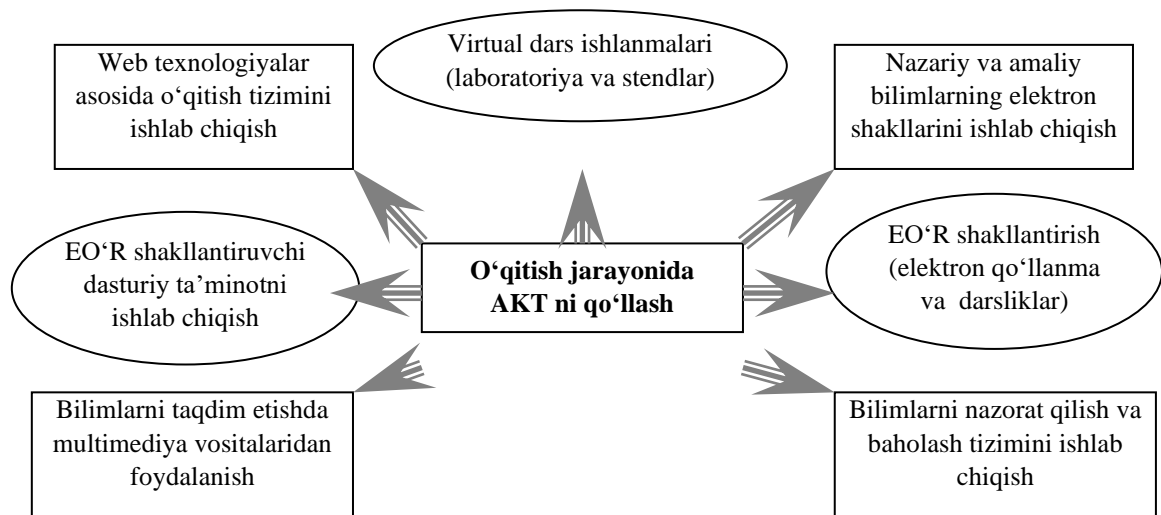 Virtual dars ishlanmalari
(laboratoriya va stendlar)
Web texnologiyalar
asosida o‘qitish tizimini
ishlab chiqish
Nazariy va amaliy
bilimlarning elektron
shakllarini ishlab chiqish
EO‘R shakllantiruvchi
dasturiy ta’minotni
ishlab chiqish
O‘qitish jarayonida
AKT ni qo‘llash
EO‘R shakllantirish
(elektron qo‘llanma
va darsliklar)
Bilimlarni taqdim etishda
multimediya vositalaridan
foydalanish
Bilimlarni nazorat qilish va
baholash tizimini ishlab
chiqish